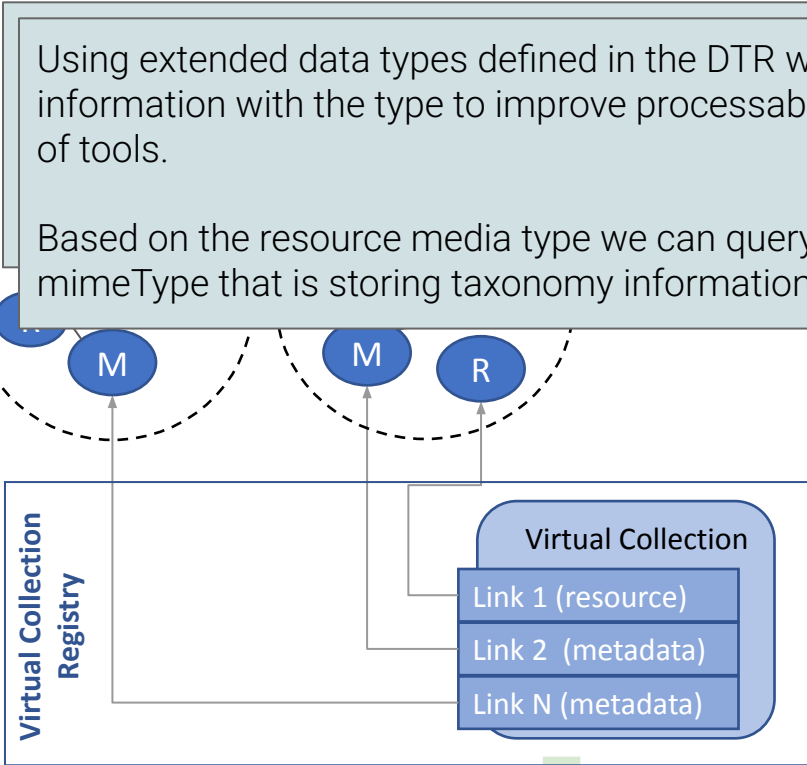 Using extended data types defined in the DTR
information with the type to improve
of tools.
Based on the resource media type we can query
mimeType that is storing taxonomy information
M
M
R
Virtual Collection
Registry
Virtual Collection
Link 1 (resource)
Link 2 (metadata)
Link N (metadata)